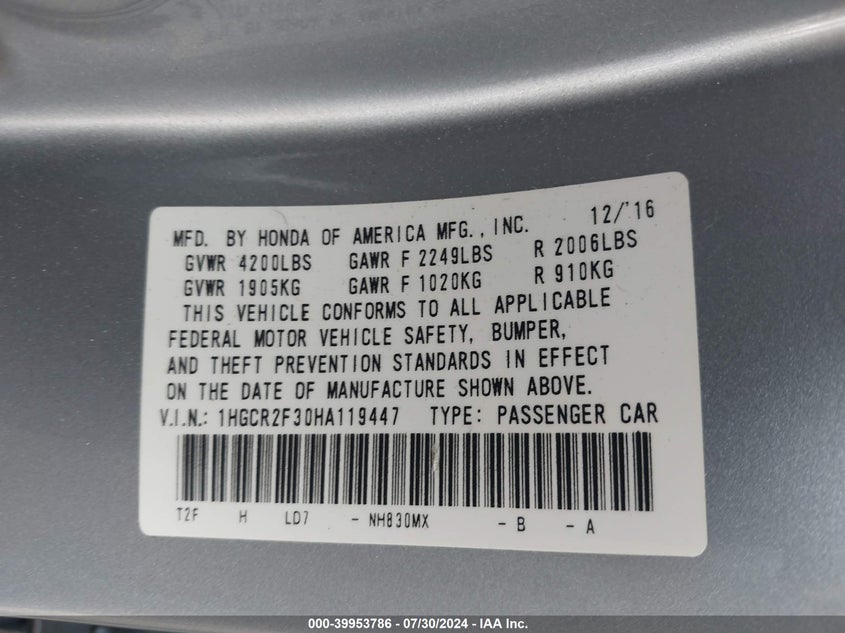 MFD. BY HONDA OF AMERICA MFG., INC. 12/'16
GVWR 4200LBS GAWR F 2249LBS R 2006LBS
GVWR 1905KG GAWR F 1020KG R 910KG
THIS VEHICLE CONFORMS TO ALL APPLICABLE
FEDERAL MOTOR VEHICLE SAFETY, BUMPER,
AND THEFT PREVENTION STANDARDS IN EFFECT
ON THE DATE OF MANUFACTURE SHOWN ABOVE.
V.I.N.: 1HGCR2F30HA119447 TYPE: PASSENGER CAR
T2F H LD7 - NH830MX - B - A
000-39953786 / 07/30/2024 - IAA Inc.